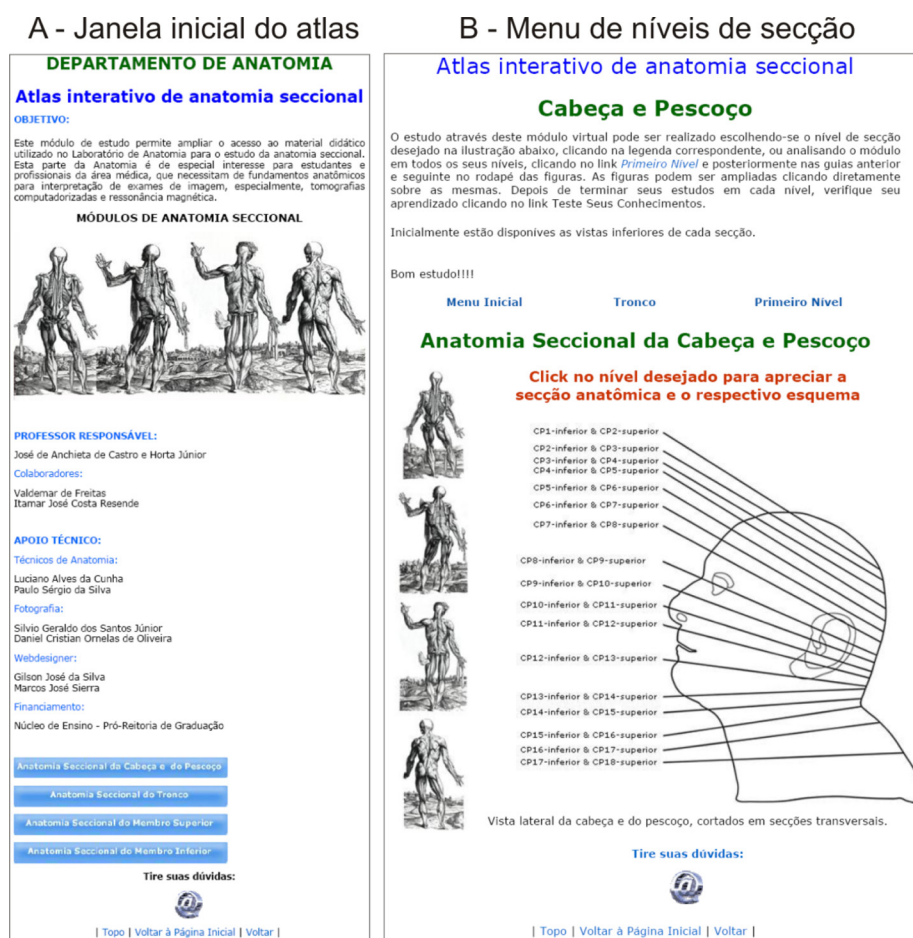 A - Janela inicial do atlas
DEPARTAMENTO DE ANATOMIA
Atlas interativo de anatomia seccional
OBJETIVO:
Este módulo de estudo permite ampliar o acesso ao material didático
utilizado no Laboratório de Anatomia para o estudo da anatomia seccional.
Esta parte da Anatomia é de especial interesse para estudantes e
profissionais da área médica, que necesitam de fundamentos anatômicos
para interpretação de exames de imagem, especialmente, tomografias
computadorizadas e ressonância magnética.
MÓDULOS DE ANATOMIA SECCIONAL
PROFESSOR RESPONSÁVEL:
José de Anchieta de Castro e Horta Júnior
Colaboradores:
Valdemar de Freitas
Itamar José Costa Resende
APOIO TÉCNICO:
Técnicos de Anatomia:
Luciano Alves da Cunha
Paulo Sérgio da Silva
Fotografia:
Silvio Geraldo dos Santos Júnior
Daniel Cristian Ornelas de Oliveira
Webdesigner:
Gilson José da Silva
Marcos José Sierra
Financiamento:
Núcleo de Ensino - Pró-Reitoria de Graduação
Anatomia Seccional da Cabeça e do Pescoço
Anatomia Seccional do Tronco
Anatomia Seccional do Membro Superior
Anatomia Seccional do Membro Inferior
Tire suas dúvidas:
@
| Topo | Voltar à Página Inicial | Voltar |
B - Menu de níveis de secção
Atlas interativo de anatomia seccional
Cabeça e Pescoço
O estudo através deste módulo virtual pode ser realizado escolhendo-se o nível de secção
desejado na ilustração abaixo, clicando na legenda correspondente, ou analisando o módulo
em todos os seus níveis, clicando no link Primeiro Nível e posteriormente nas guias anterior
e seguinte no rodapé das figuras. As figuras podem ser ampliadas clicando diretamente
sobre as mesmas. Depois de terminar seus estudos em cada nível, verifique seu
aprendizado clicando no link Teste Seus Conhecimentos.
Inicialmente estão disponíves as vistas inferiores de cada secção.
Bom estudo!!!!
Menu Inicial Tronco Primeiro Nível
Anatomia Seccional da Cabeça e Pescoço
Click no nível desejado para apreciar a
secção anatômica e o respectivo esquema
CP1-inferior & CP2-superior
CP2-inferior & CP3-superior
CP3-inferior & CP4-superior
CP4-inferior & CP5-superior
CP5-inferior & CP6-superior
CP6-inferior & CP7-superior
CP7-inferior & CP8-superior
CP8-inferior & CP9-superior
CP9-inferior & CP10-superior
CP10-inferior & CP11-superior
CP11-inferior & CP12-superior
CP12-inferior & CP13-superior
CP13-inferior & CP14-superior
CP14-inferior & CP15-superior
CP15-inferior & CP16-superior
CP16-inferior & CP17-superior
CP17-inferior & CP18-superior
Vista lateral da cabeça e do pescoço, cortados em secções transversais.
Tire suas dúvidas:
@
| Topo | Voltar à Página Inicial | Voltar |